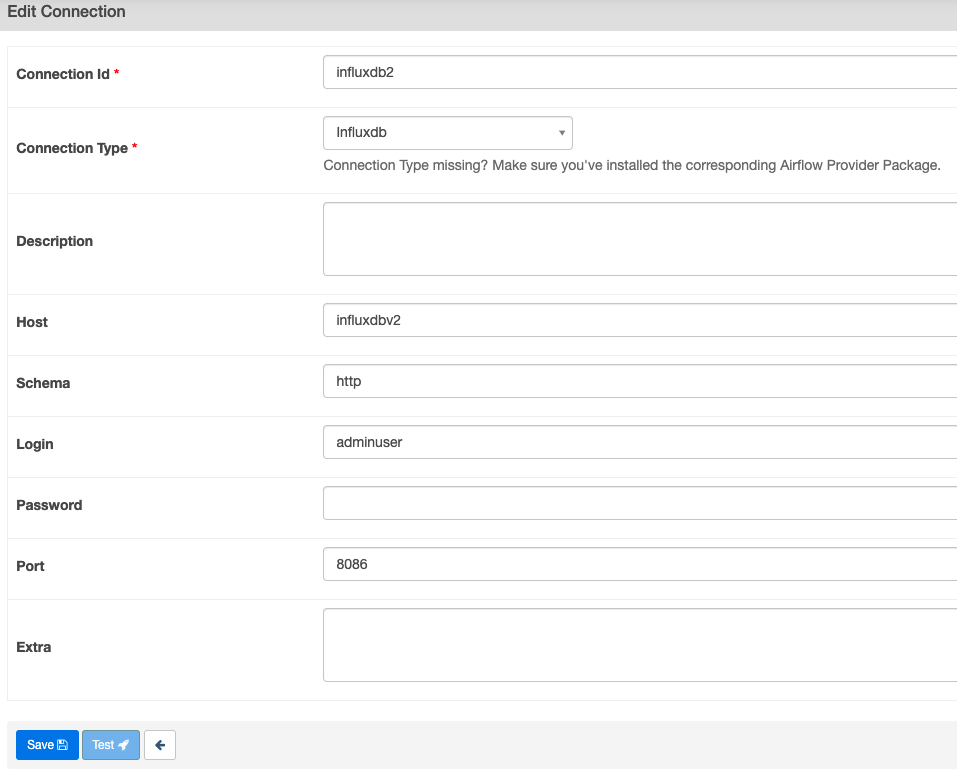 Edit Connection
Connection Id *
influxdb2
Connection Type *
Influxdb
Connection Type missing? Make sure you've installed the corresponding Airflow Provider Package.
Description
Host
influxdbv2
Schema
http
Login
adminuser
Password
Port
8086
Extra
Save
Test